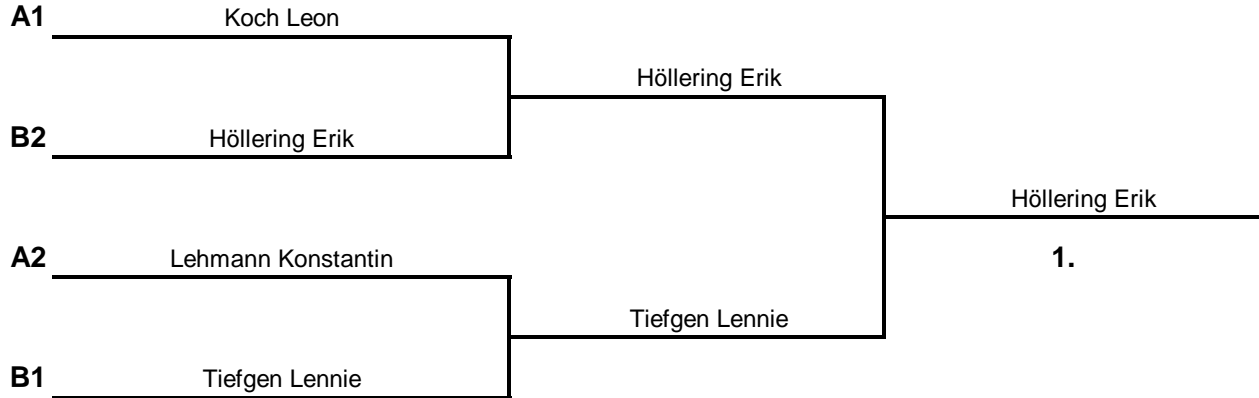 A1 Koch Leon
Höllering Erik
B2 Höllering Erik
Höllering Erik
A2 Lehmann Konstantin 1.
Tiefgen Lennie
B1 Tiefgen Lennie